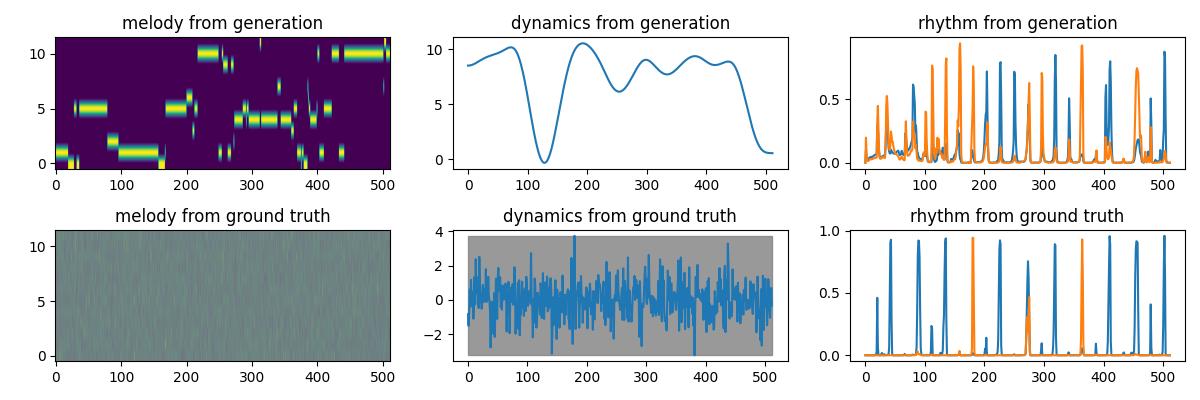 melody from generation
10
5
0
0 100 200 300 400 500
dynamics from generation
10
5
0
0 100 200 300 400 500
rhythm from generation
0.5
0.0
0 100 200 300 400 500
melody from ground truth
10
5
0
0 100 200 300 400 500
dynamics from ground truth
4
2
0
−2
0 100 200 300 400 500
rhythm from ground truth
1.0
0.5
0.0
0 100 200 300 400 500